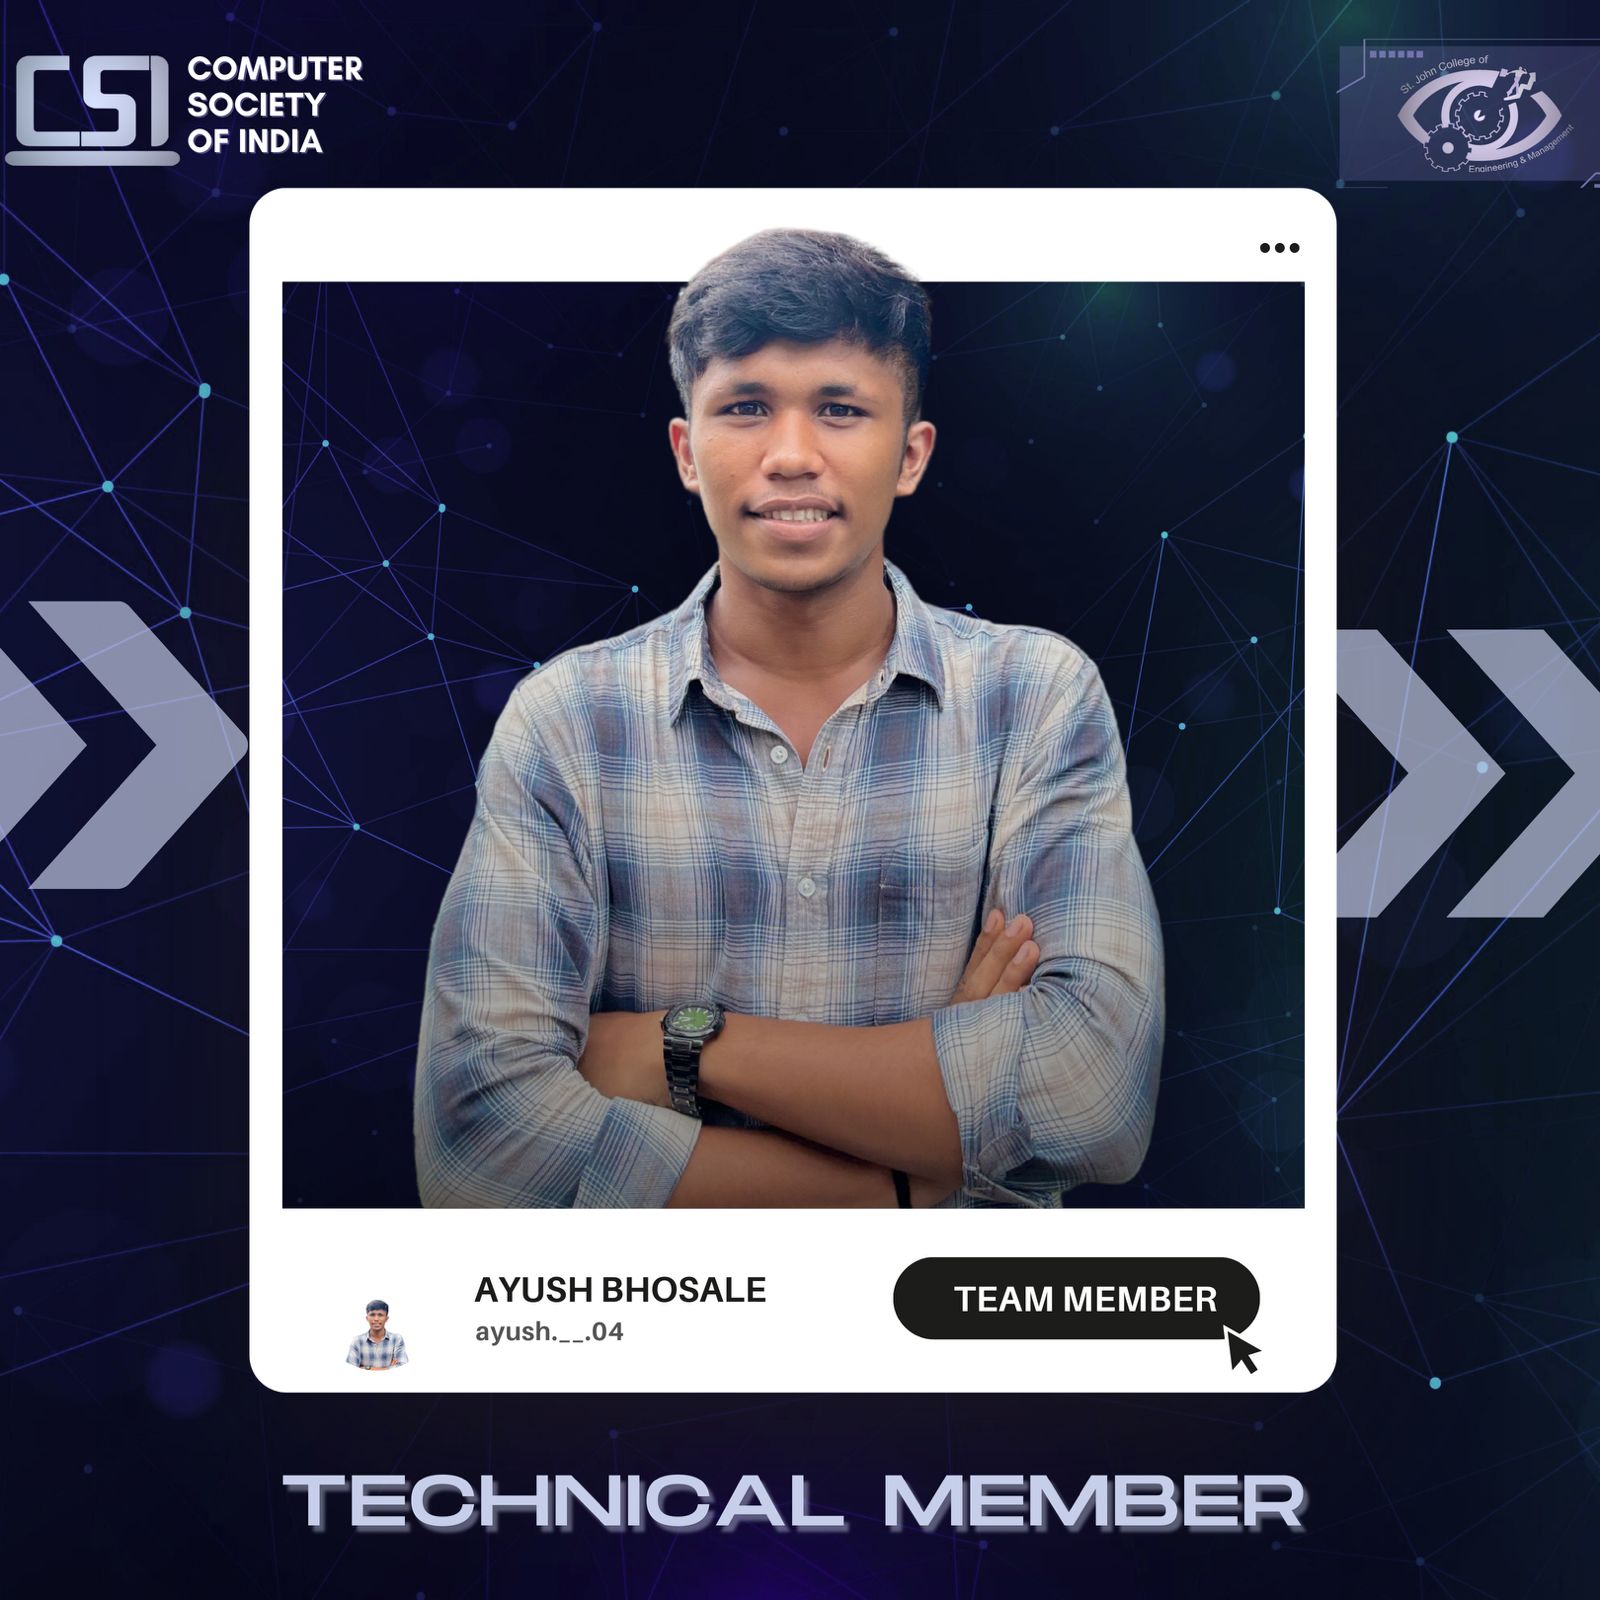 CSI
COMPUTER
SOCIETY
OF INDIA
St. John College of
Engineering & Management
AYUSH BHOSALE
ayush.__.04
TEAM MEMBER
TECHNICAL MEMBER